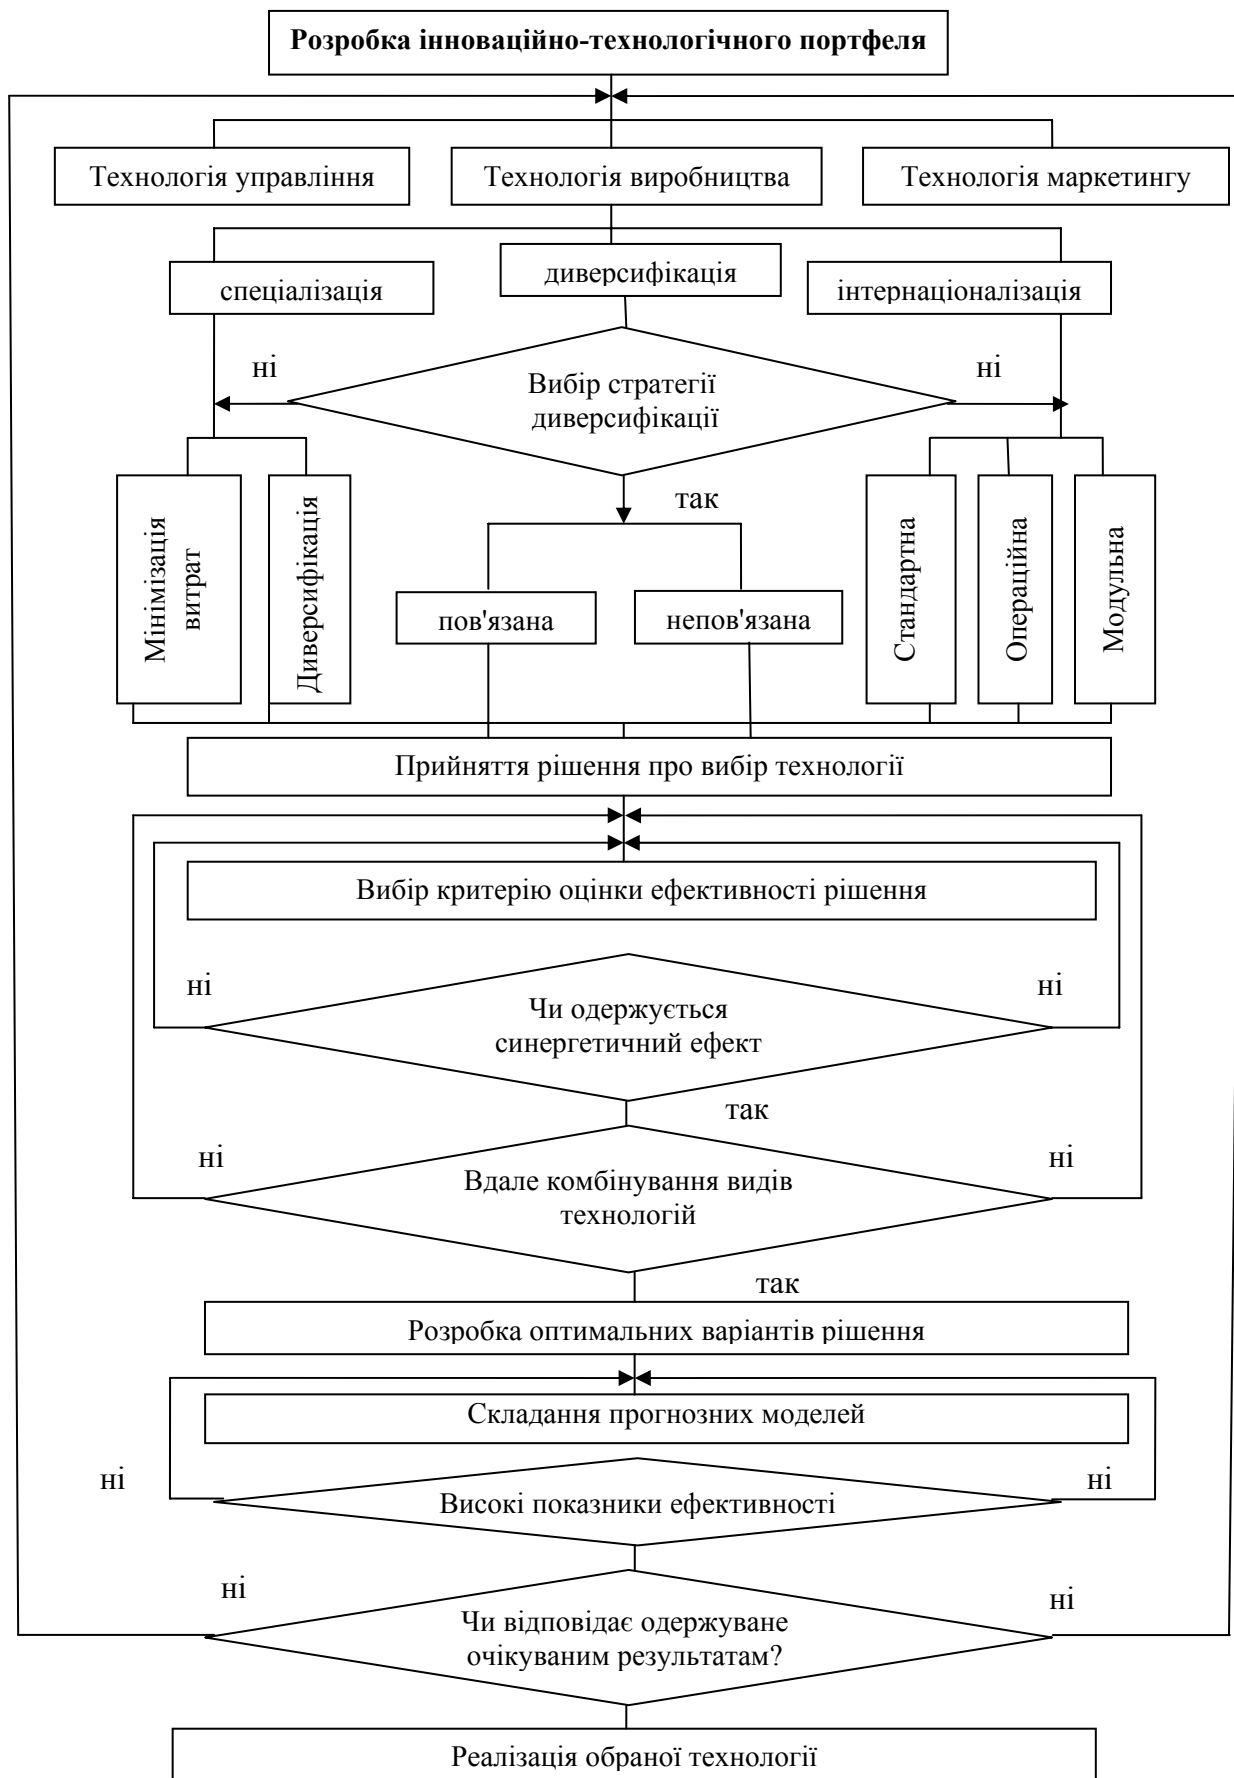 Розробка інноваційно-технологічного портфеля
Технологія управління
Технологія виробництва
Технологія маркетингу
спеціалізація
диверсифікація
інтернаціоналізація
ні
Вибір стратегії
диверсифікації
ні
так
Мінімізація
витрат
Диверсифікація
пов'язана
непов'язана
Стандартна
Операційна
Модульна
Прийняття рішення про вибір технології
Вибір критерію оцінки ефективності рішення
ні
Чи одержується
синергетичний ефект
ні
так
ні
Вдале комбінування видів
технологій
ні
так
Розробка оптимальних варіантів рішення
Складання прогнозних моделей
ні
Високі показники ефективності
ні
ні
Чи відповідає одержуване
очікуваним результатам?
ні
Реалізація обраної технології